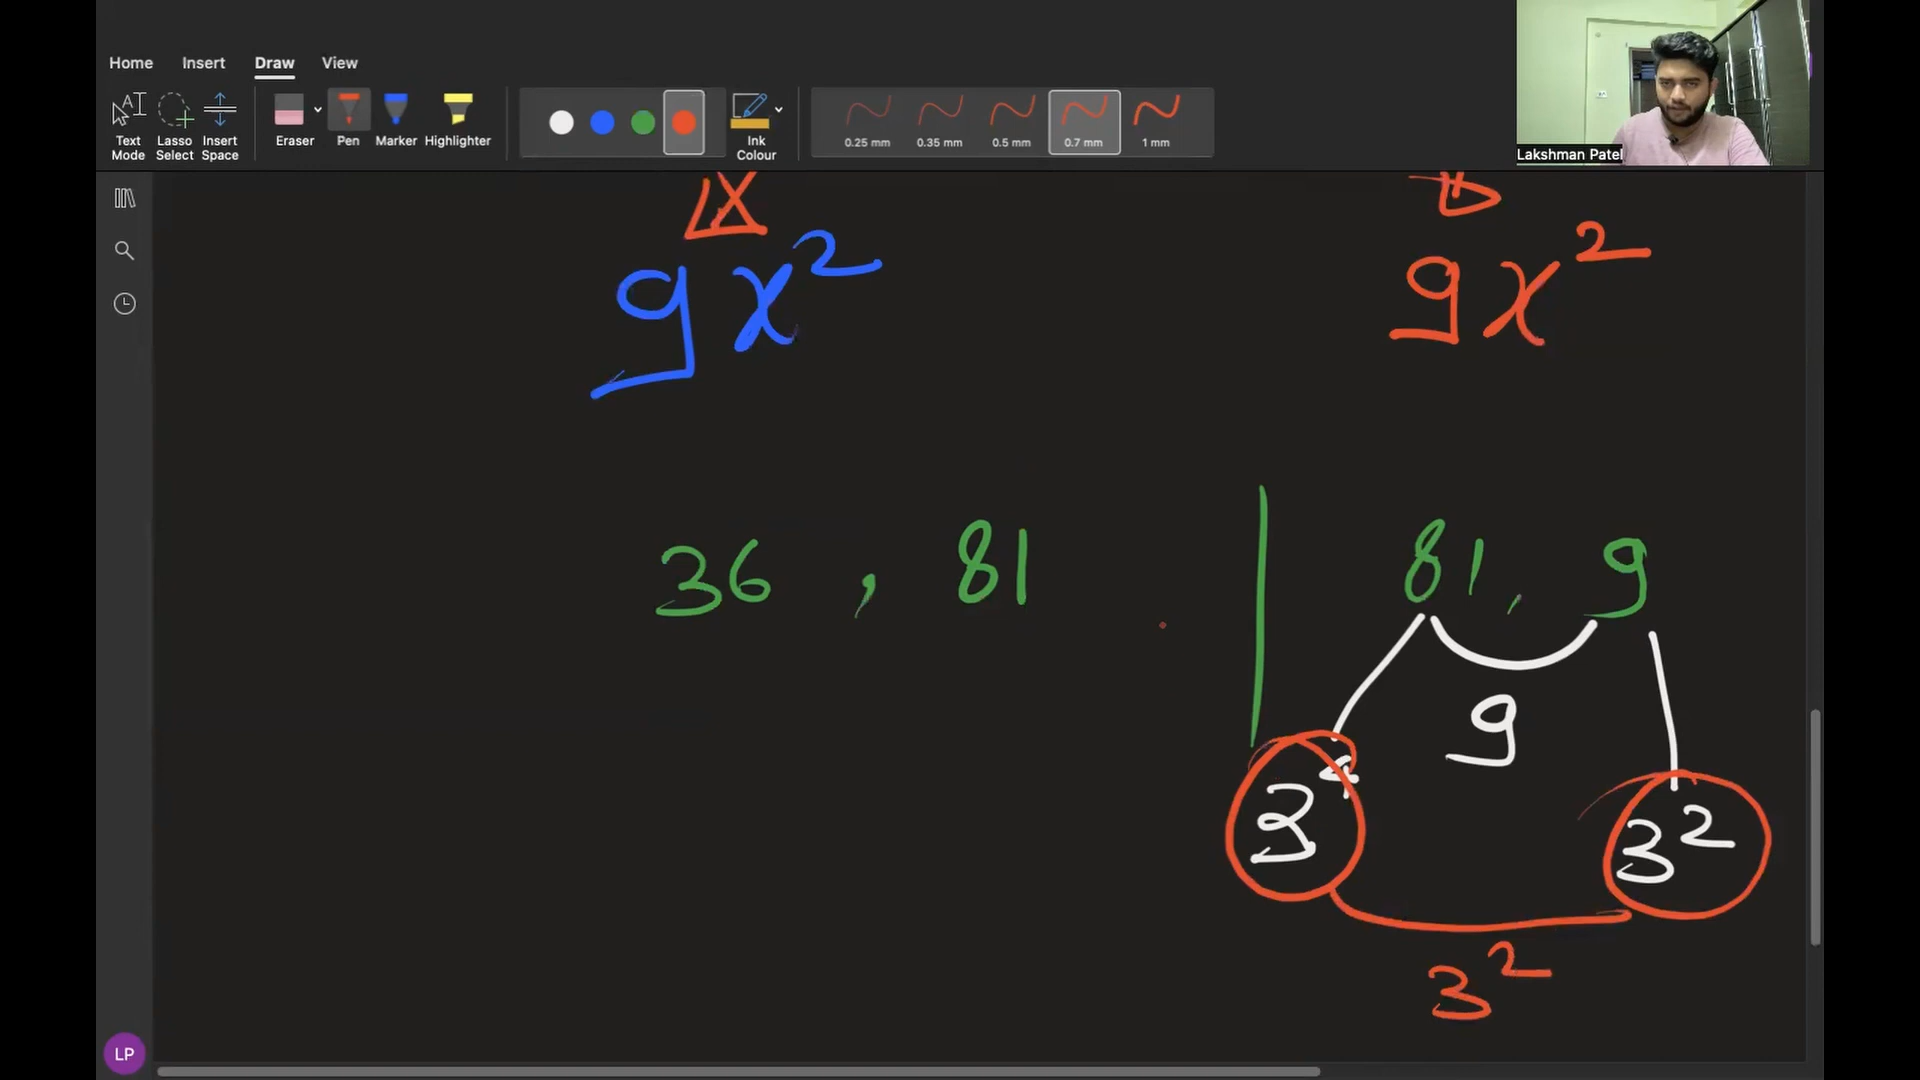 Home Insert Draw View
Text Mode
Lasso Select
Insert Space
Eraser
Pen
Marker
Highlighter
Ink Colour
0.25 mm
0.35 mm
0.5 mm
0.7 mm
1 mm
Lakshman Patel
9x²
9x²
36 , 81
81, 9
9
3⁴
3²
3²
LP